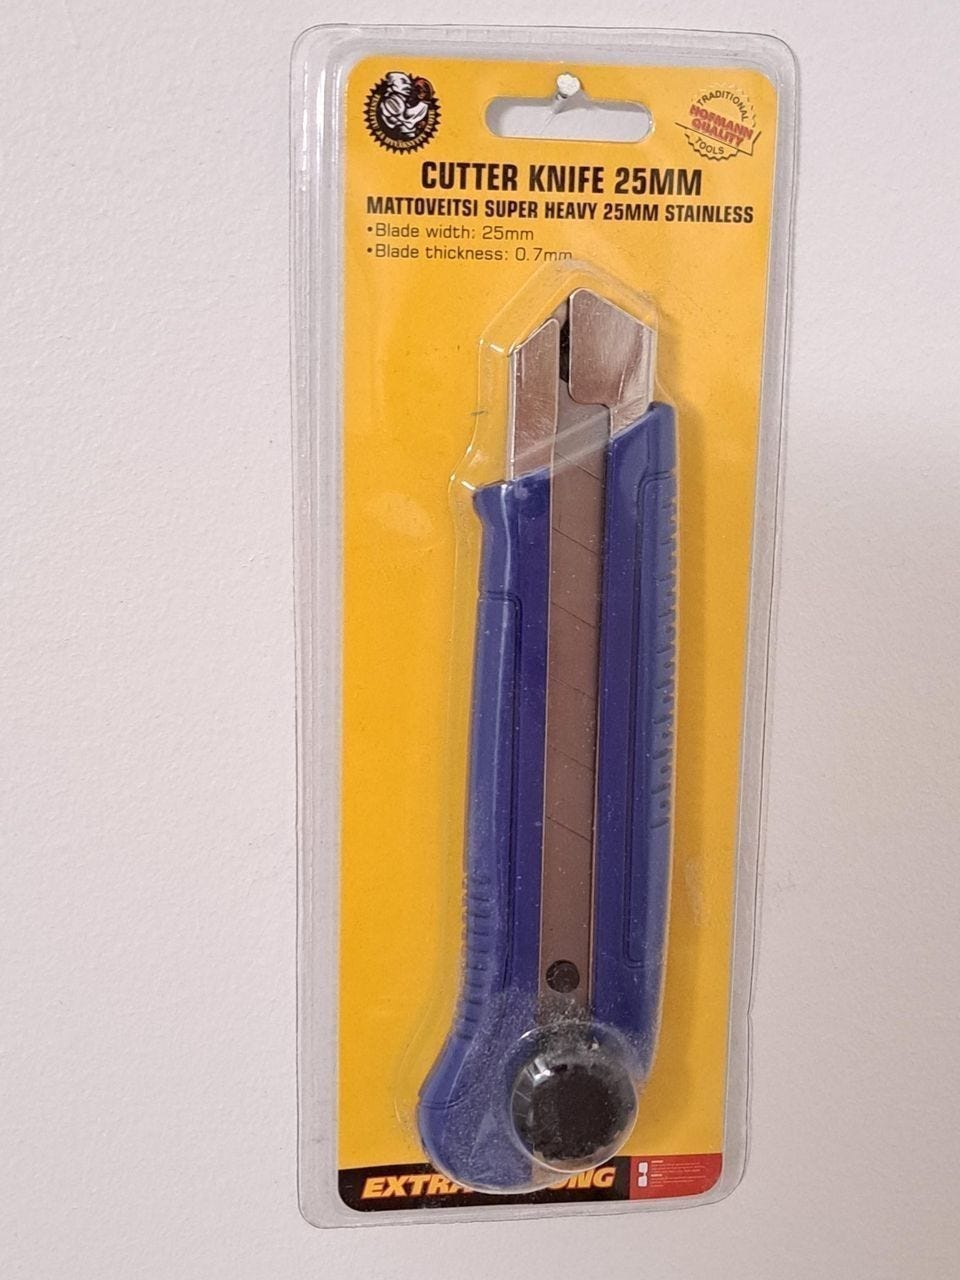 TRADITIONAL
HOFMANN
QUALITY
TOOLS
CUTTER KNIFE 25MM
MATTOVEITSI SUPER HEAVY 25MM STAINLESS
•Blade width: 25mm
•Blade thickness: 0.7mm
EXTRA